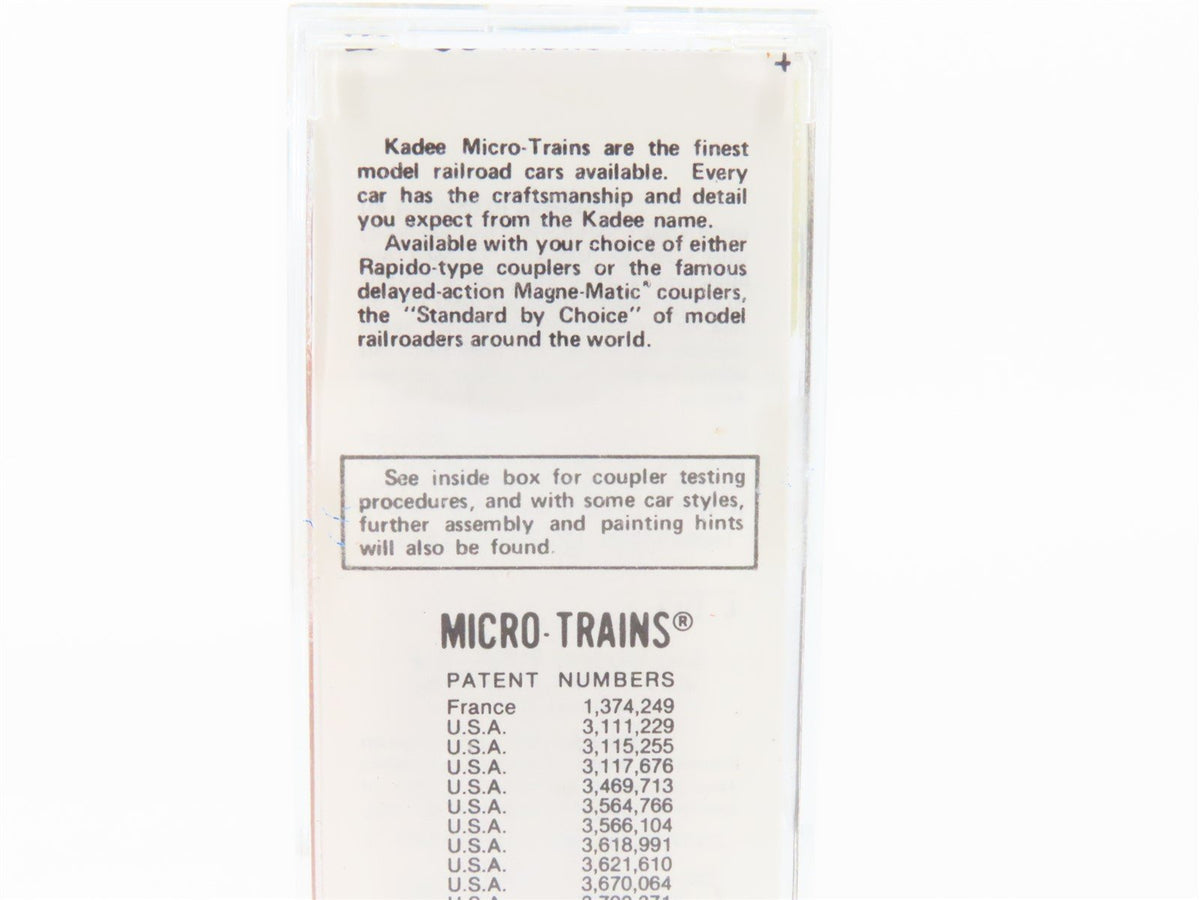 Kadee Micro-Trains are the finest
model railroad cars available. Every
car has the craftsmanship and detail
you expect from the Kadee name.
Available with your choice of either
Rapido-type couplers or the famous
delayed-action Magne-Matic® couplers,
the "Standard by Choice" of model
railroaders around the world.
See inside box for coupler testing
procedures, and with some car styles,
further assembly and painting hints
will also be found.
MICRO-TRAINS®
PATENT NUMBERS
France 1,374,249
U.S.A. 3,111,229
U.S.A. 3,115,255
U.S.A. 3,117,676
U.S.A. 3,469,713
U.S.A. 3,564,766
U.S.A. 3,566,104
U.S.A. 3,618,991
U.S.A. 3,621,610
U.S.A. 3,670,064